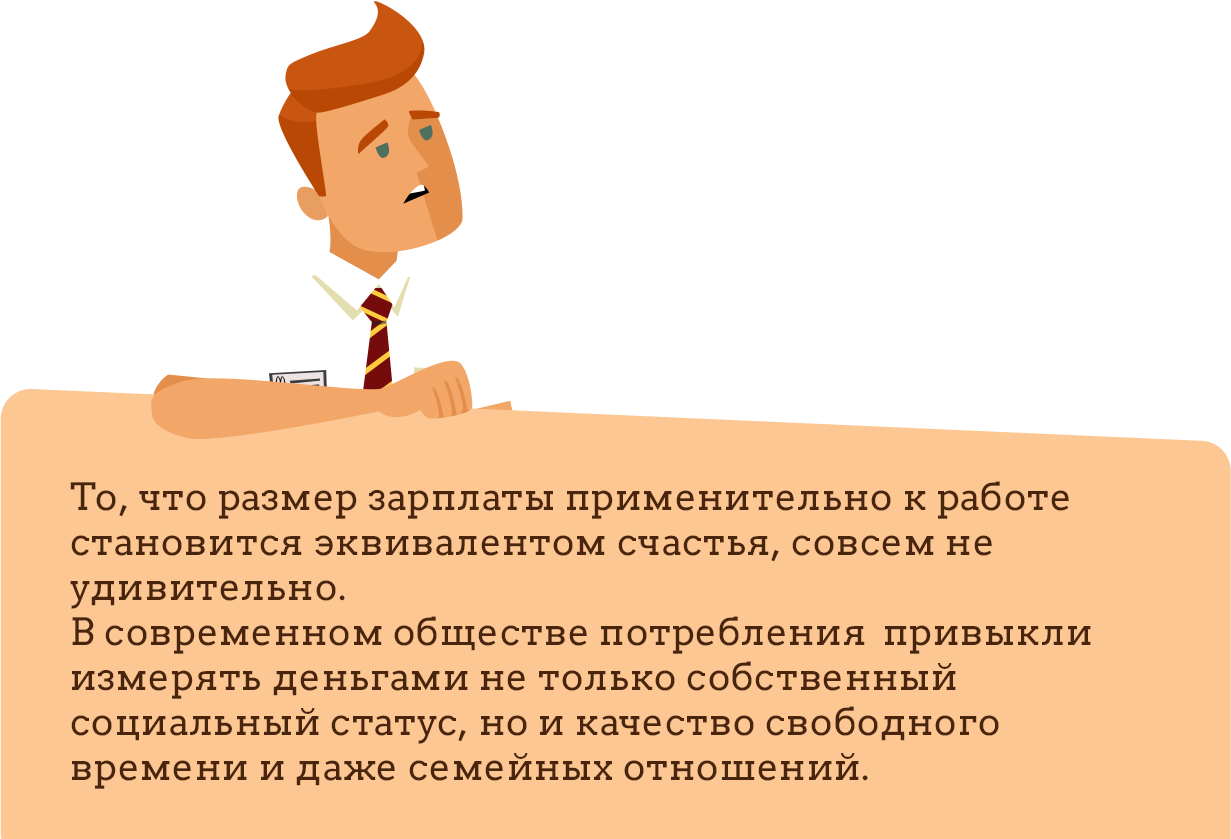 То, что размер зарплаты применительно к работе
становится эквивалентом счастья, совсем не
удивительно.
В современном обществе потребления привыкли
измерять деньгами не только собственный
социальный статус, но и качество свободного
времени и даже семейных отношений.